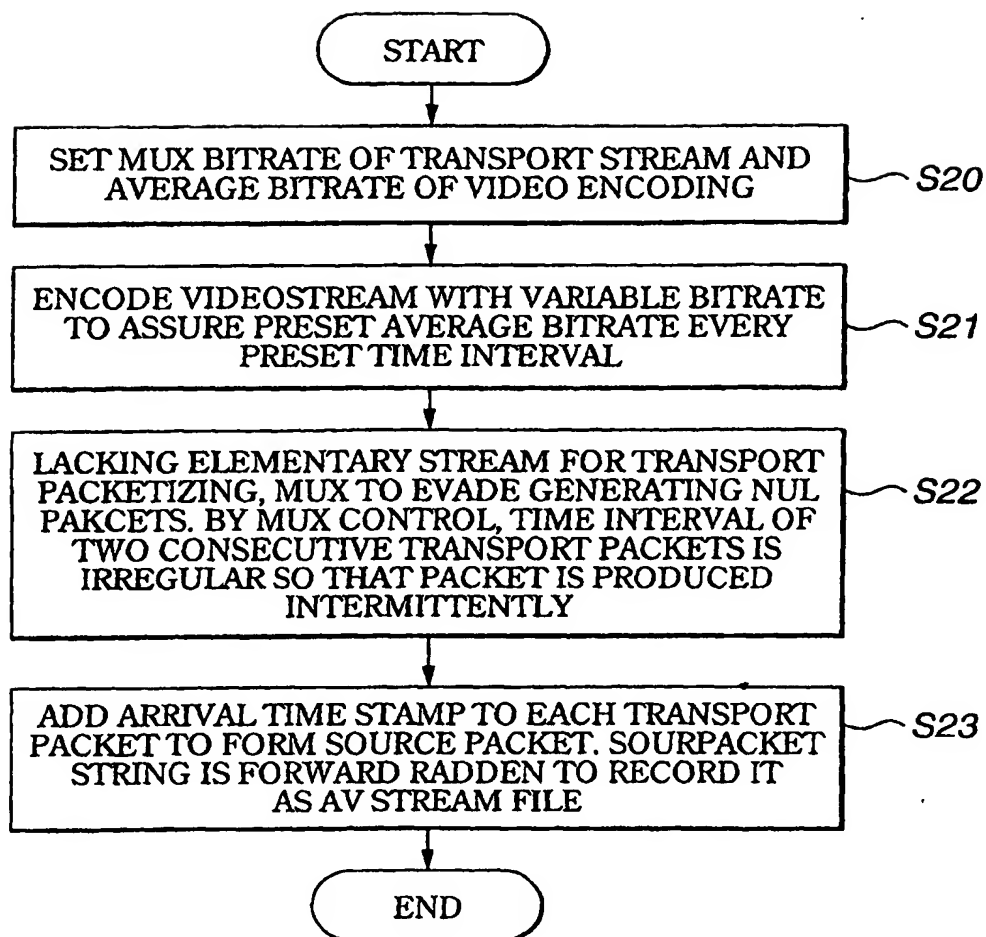 START
SET MUX BITRATE OF TRANSPORT STREAM AND
AVERAGE BITRATE OF VIDEO ENCODING
S20
ENCODE VIDEOSTREAM WITH VARIABLE BITRATE
TO ASSURE PRESET AVERAGE BITRATE EVERY
PRESET TIME INTERVAL
S21
LACKING ELEMENTARY STREAM FOR TRANSPORT
PACKETIZING, MUX TO EVADE GENERATING NUL
PAKCETS. BY MUX CONTROL, TIME INTERVAL OF
TWO CONSECUTIVE TRANSPORT PACKETS IS
IRREGULAR SO THAT PACKET IS PRODUCED
INTERMITTENTLY
S22
ADD ARRIVAL TIME STAMP TO EACH TRANSPORT
PACKET TO FORM SOURCE PACKET. SOURPACKET
STRING IS FORWARD RADDEN TO RECORD IT
AS AV STREAM FILE
S23
END